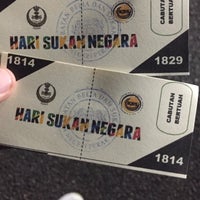 HARI SUKAN NEGARA
CABUTAN
BERTUAH
1814
1829
HARI SUKAN NEGARA
CABUTAN
BERTUAH
1814
1814